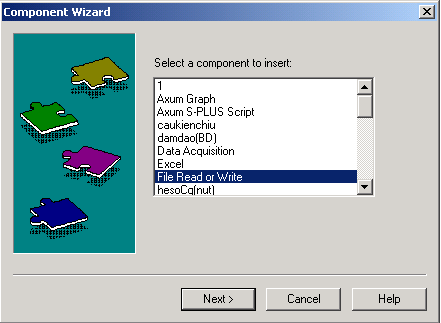 Component Wizard
Select a component to insert:
1
Axum Graph
Axum S-PLUS Script
caukienchiu
damdao(BD)
Data Acquisition
Excel
File Read or Write
hesoCq(nut)
Next >
Cancel
Help